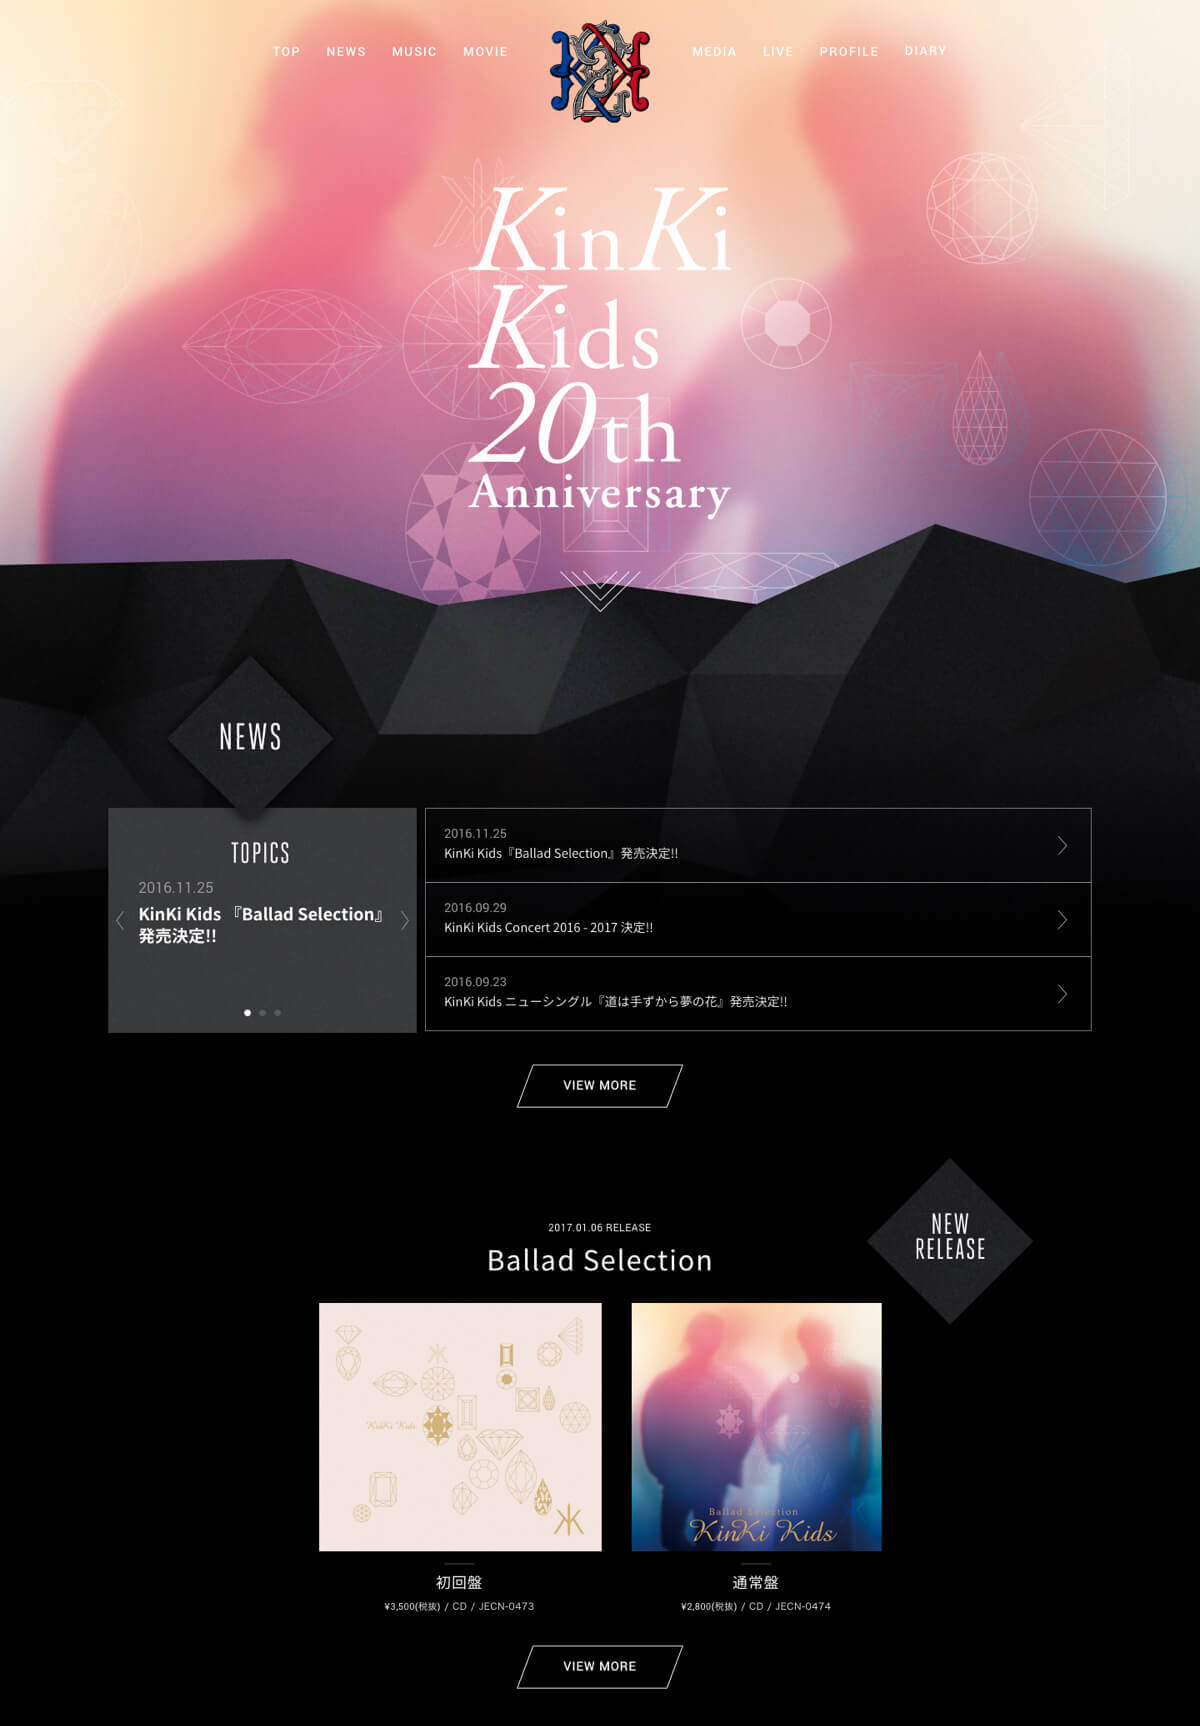 TOP NEWS MUSIC MOVIE MEDIA LIVE PROFILE DIARY
KinKi
Kids
20th
Anniversary
NEWS
TOPICS
2016.11.25
KinKi Kids 『Ballad Selection』
発売決定!!
2016.11.25
KinKi Kids『Ballad Selection』発売決定!!
2016.09.29
KinKi Kids Concert 2016 - 2017 決定!!
2016.09.23
KinKi Kids ニューシングル『道は手ずから夢の花』発売決定!!
VIEW MORE
NEW
RELEASE
2017.01.06 RELEASE
Ballad Selection
KinKi Kids
Ballad Selection
KinKi Kids
初回盤
¥3,500(税抜) / CD / JECN-0473
通常盤
¥2,800(税抜) / CD / JECN-0474
VIEW MORE